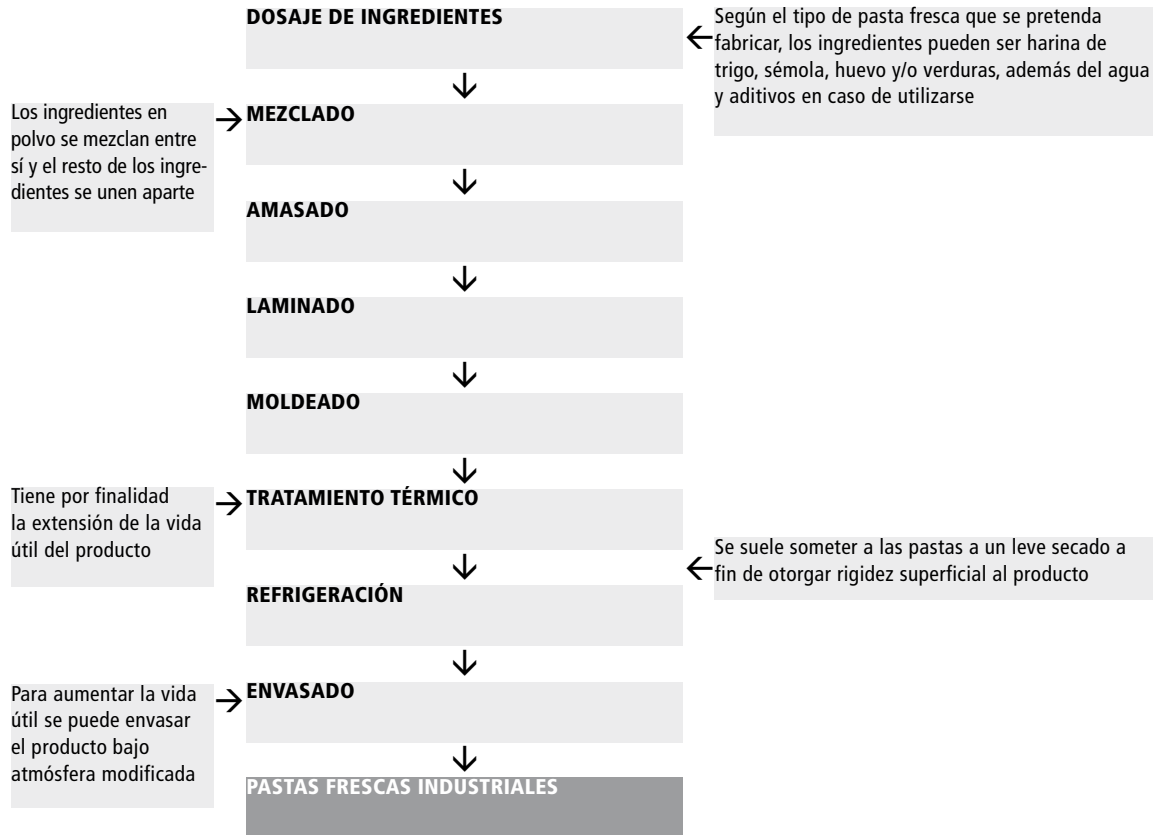 DOSAJE DE INGREDIENTES
Según el tipo de pasta fresca que se pretenda
fabricar, los ingredientes pueden ser harina de
trigo, sémola, huevo y/o verduras, además del agua
y aditivos en caso de utilizarse
Los ingredientes en
polvo se mezclan entre
sí y el resto de los ingre-
dientes se unen aparte
MEZCLADO
AMASADO
LAMINADO
MOLDEADO
Tiene por finalidad
la extensión de la vida
útil del producto
TRATAMIENTO TÉRMICO
Se suele someter a las pastas a un leve secado a
fin de otorgar rigidez superficial al producto
REFRIGERACIÓN
Para aumentar la vida
útil se puede envasar
el producto bajo
atmósfera modificada
ENVASADO
PASTAS FRESCAS INDUSTRIALES